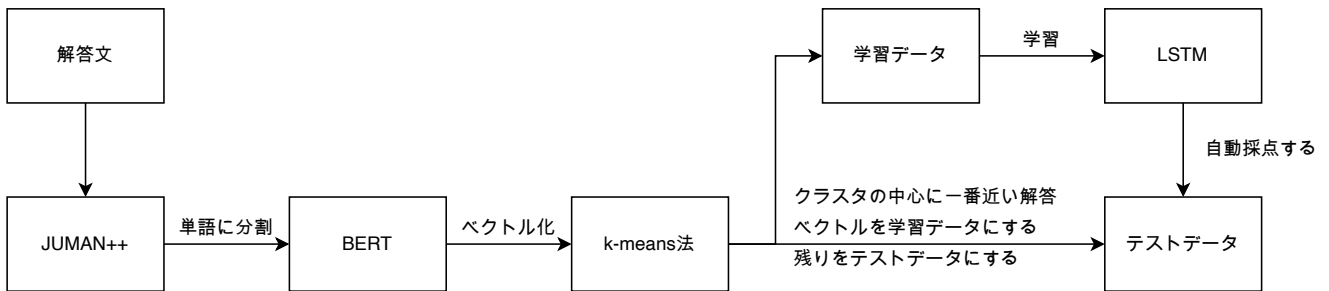 解答文
学習データ
学習
LSTM
自動採点する
JUMAN++
単語に分割
BERT
ベクトル化
k-means法
クラスタの中心に一番近い解答
ベクトルを学習データにする
残りをテストデータにする
テストデータ